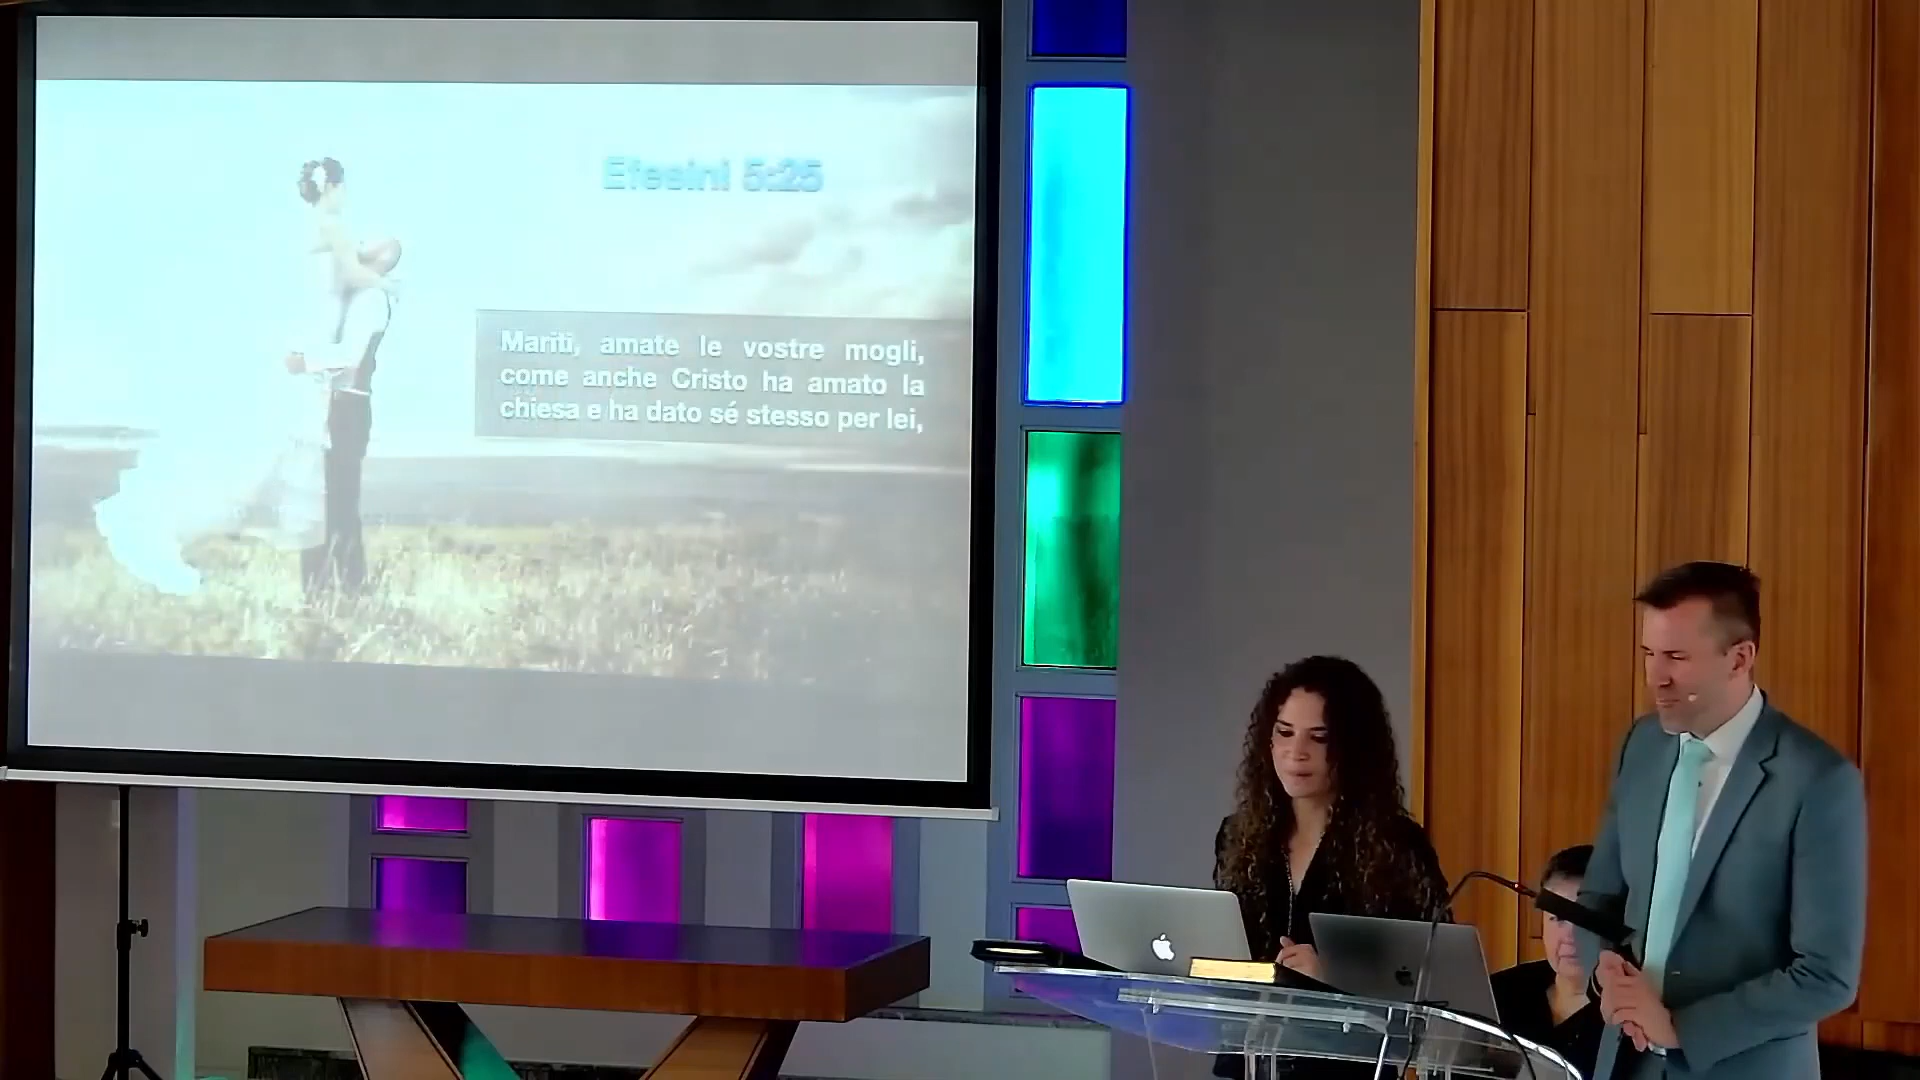 Efesini 5:25
Mariti, amate le vostre mogli,
come anche Cristo ha amato la
chiesa e ha dato sé stesso per lei,